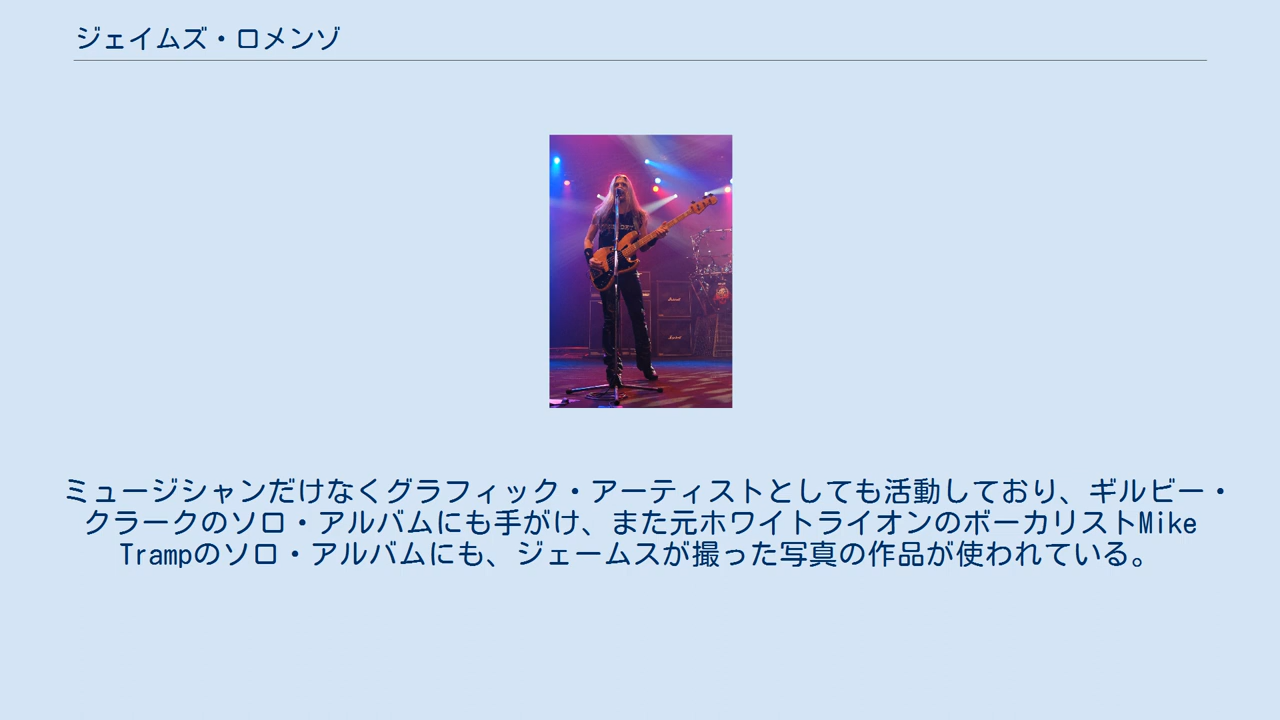 ジェイムズ・ロメンゾ
ミュージシャンだけなくグラフィック・アーティストとしても活動しており、ギルビー・
クラークのソロ・アルバムにも手がけ、また元ホワイトライオンのボーカリストMike
Trampのソロ・アルバムにも、ジェームスが撮った写真の作品が使われている。